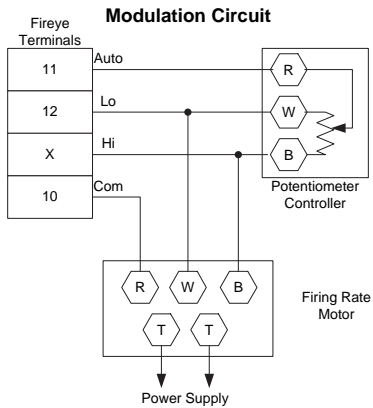 Modulation Circuit
Fireye
Terminals
11
Auto
R
12
Lo
W
X
Hi
B
10
Com
Potentiometer
Controller
R
W
B
T
T
Firing Rate
Motor
Power Supply